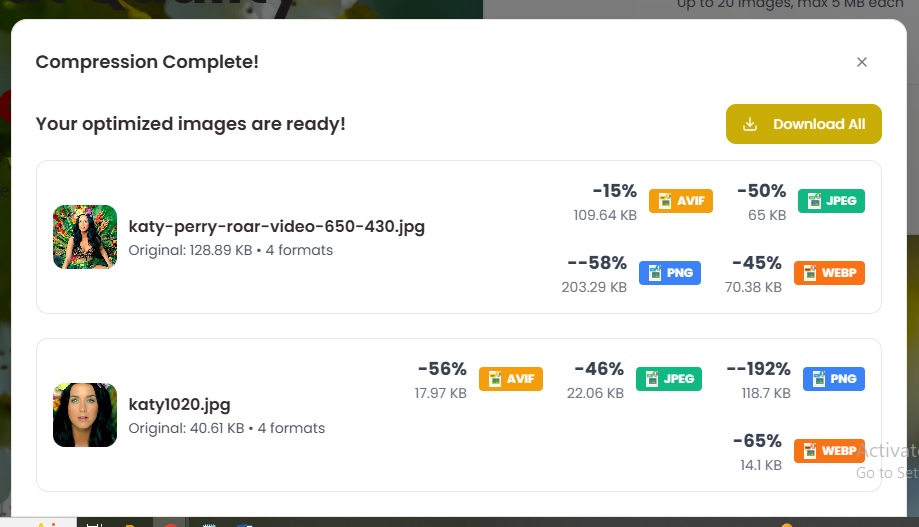 Up to 20 images, max 5 MB each
Compression Complete!
Your optimized images are ready!
Download All
katy-perry-roar-video-650-430.jpg
Original: 128.89 KB • 4 formats
-15%
109.64 KB
AVIF
-50%
65 KB
JPEG
--58%
203.29 KB
PNG
-45%
70.38 KB
WEBP
katy1020.jpg
Original: 40.61 KB • 4 formats
-56%
17.97 KB
AVIF
-46%
22.06 KB
JPEG
--192%
118.7 KB
PNG
-65%
14.1 KB
WEBP
Activate
Go to Set